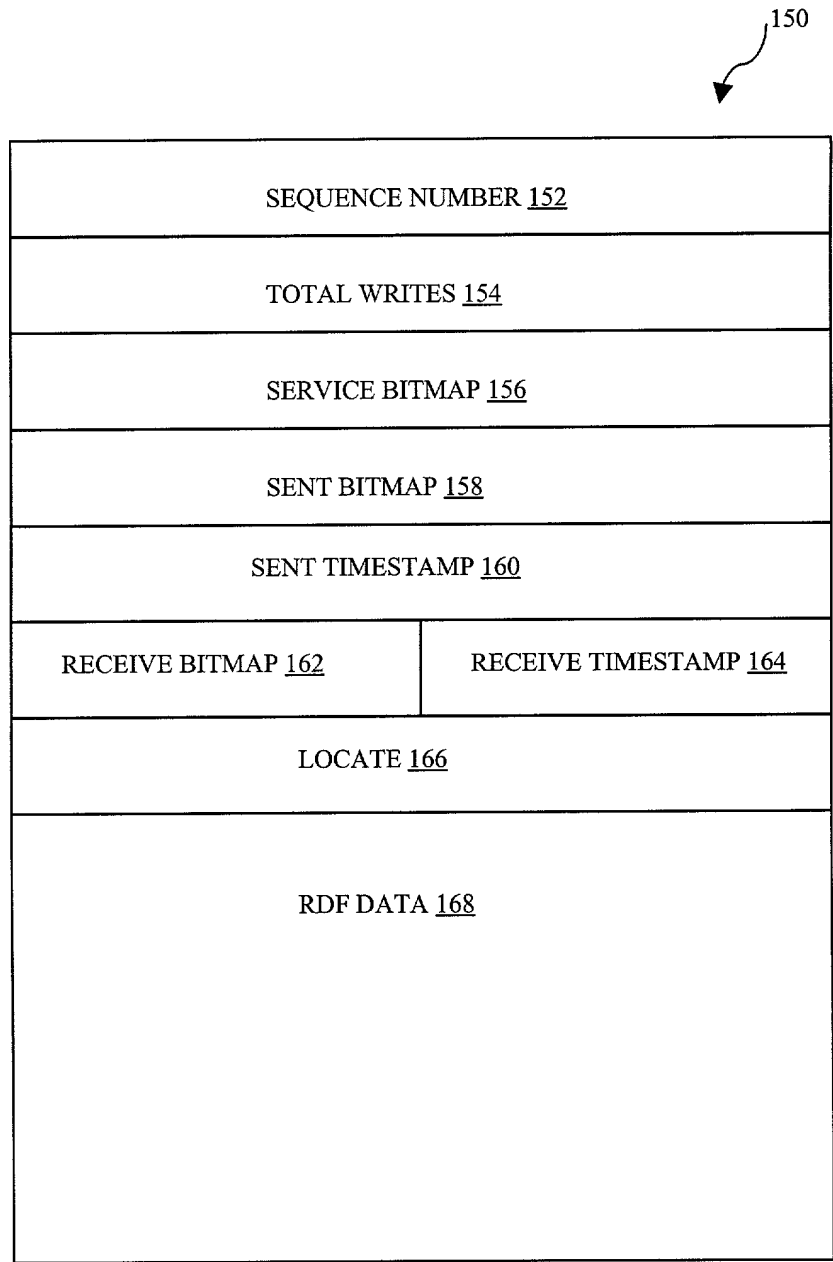 150
SEQUENCE NUMBER 152
TOTAL WRITES 154
SERVICE BITMAP 156
SENT BITMAP 158
SENT TIMESTAMP 160
RECEIVE BITMAP 162
RECEIVE TIMESTAMP 164
LOCATE 166
RDF DATA 168